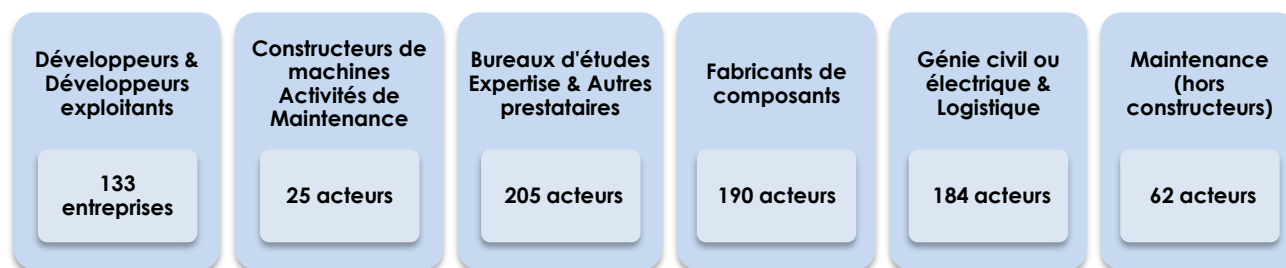 Développeurs &
Développeurs
exploitants
133
entreprises
Constructeurs de
machines
Activités de
Maintenance
25 acteurs
Bureaux d'études
Expertise & Autres
prestataires
205 acteurs
Fabricants de
composants
190 acteurs
Génie civil ou
électrique &
Logistique
184 acteurs
Maintenance
(hors
constructeurs)
62 acteurs